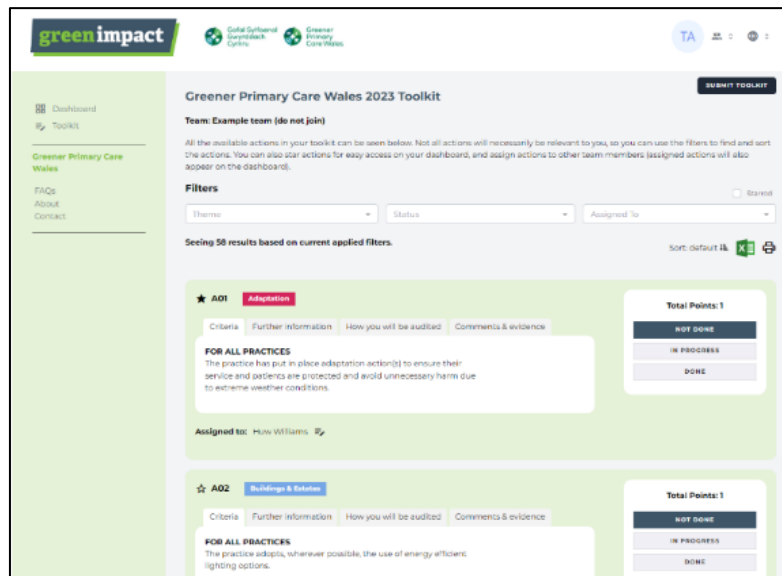 greenimpact
Gofal Sylfaenol
Gwyrddach
Cymru
Greener
Primary
Care Wales
TA
SUBMIT TOOLKIT
Dashboard
Toolkit
Greener Primary Care
Wales
FAQs
About
Contact
Greener Primary Care Wales 2023 Toolkit
Team: Example team (do not join)
All the available actions in your toolkit can be seen below. Not all actions will necessarily be relevant to you, so you can use the filters to find and sort
the actions. You can also star actions for easy access on your dashboard, and assign actions to other team members (assigned actions will also
appear on the dashboard).
Filters
Starred
Theme
Status
Assigned To
Seeing 58 results based on current applied filters.
Sort: default
A01 Adaptation
Total Points: 1
Criteria Further information How you will be audited Comments & evidence
NOT DONE
IN PROGRESS
DONE
FOR ALL PRACTICES
The practice has put in place adaptation action(s) to ensure their
service and patients are protected and avoid unnecessary harm due
to extreme weather conditions.
Assigned to: Huw Williams
A02 Buildings & Estates
Total Points: 1
Criteria Further information How you will be audited Comments & evidence
NOT DONE
IN PROGRESS
DONE
FOR ALL PRACTICES
The practice adopts, wherever possible, the use of energy efficient
lighting options.